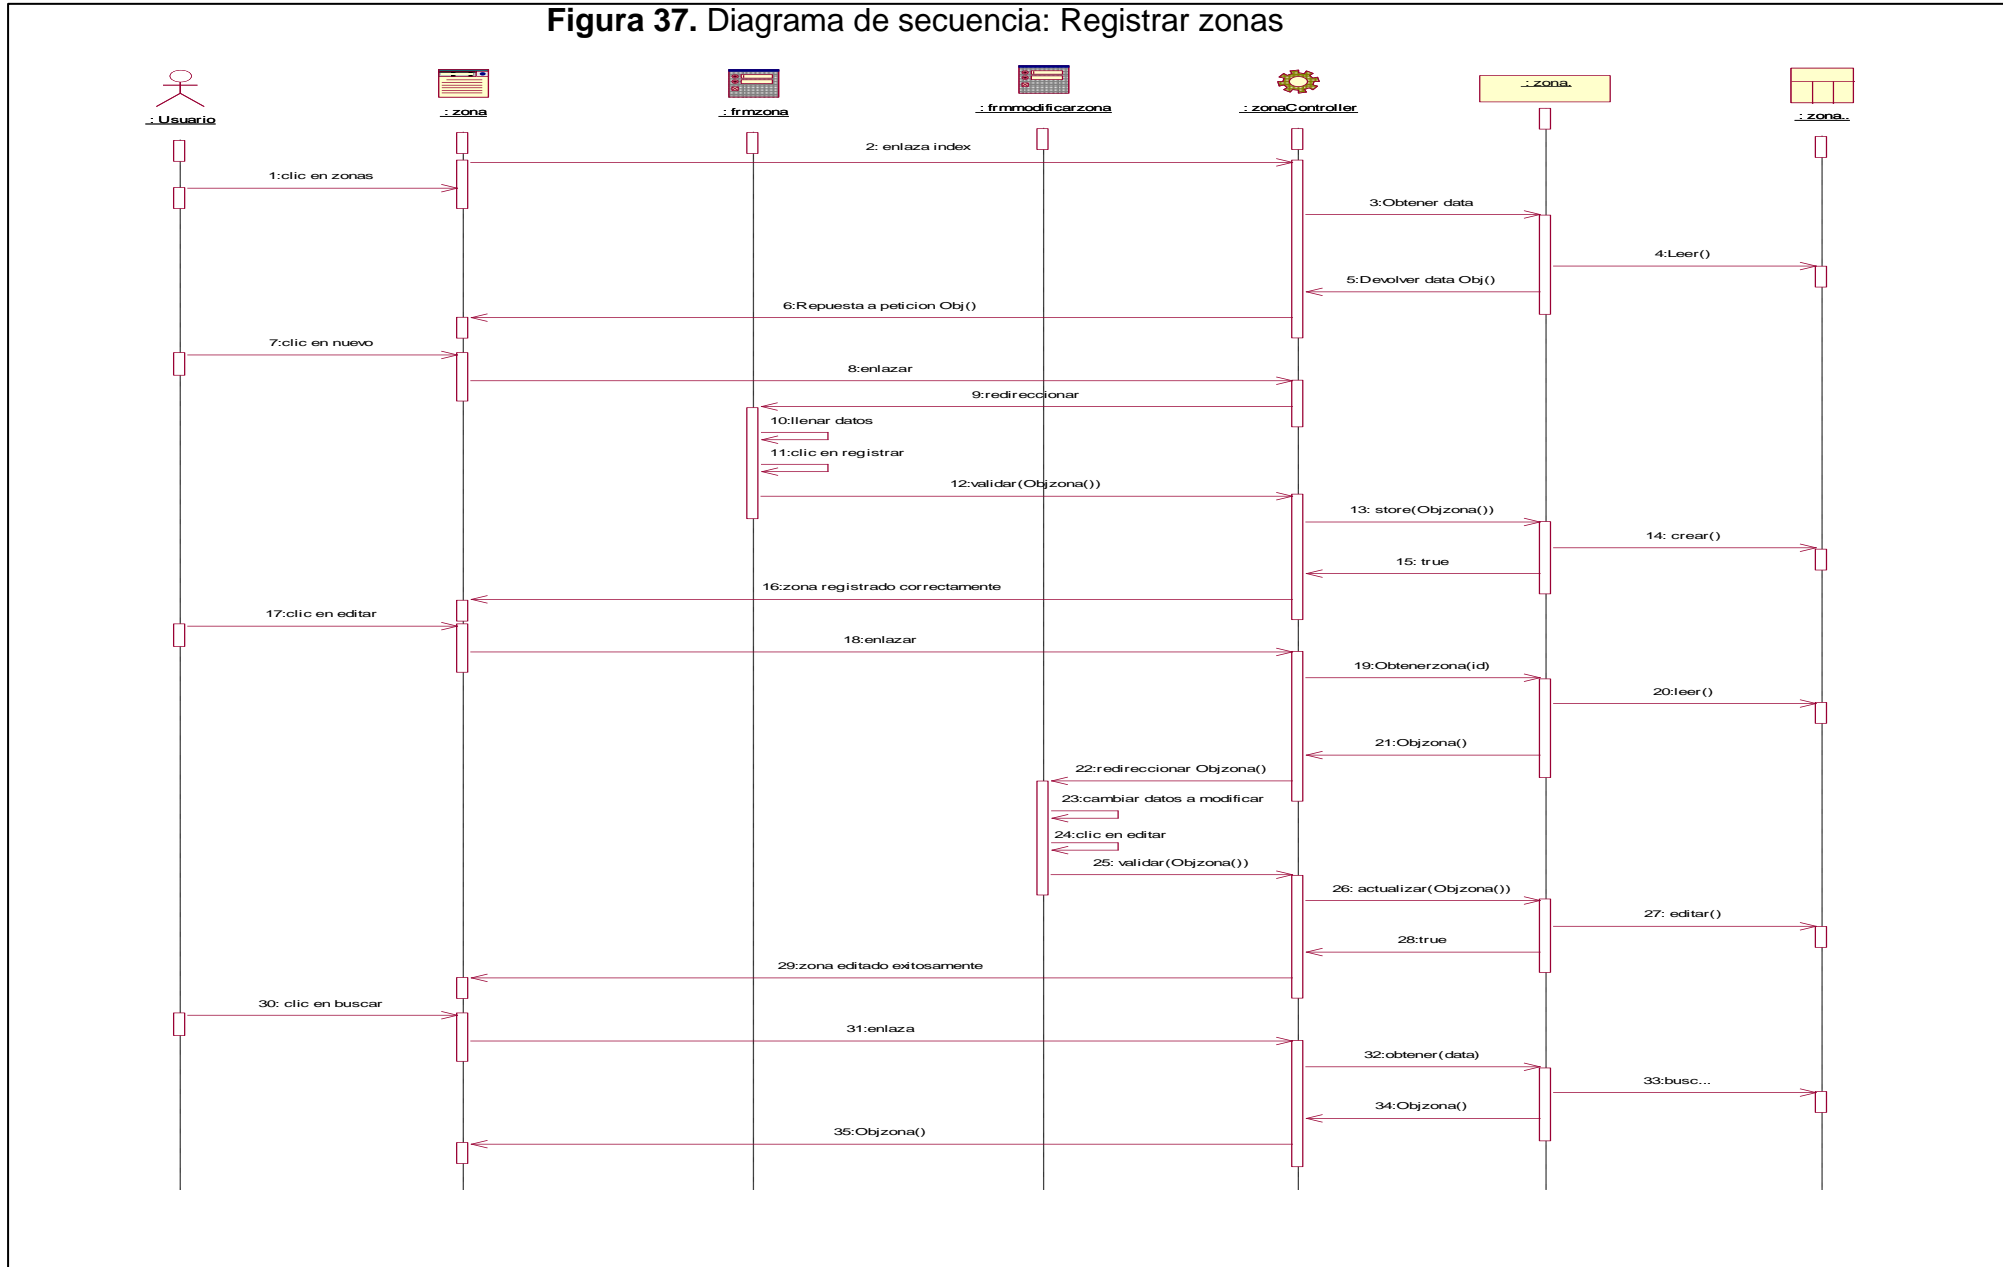 Figura 37. Diagrama de secuencia: Registrar zonas
: Usuario
: zona
: frmzona
: frmmodificarzona
: zonaController
: zona.
: zona..
2: enlaza index
1:clic en zonas
3:Obtener data
4:Leer()
5:Devolver data Obj()
6:Repuesta a peticion Obj()
7:clic en nuevo
8:enlazar
9:redireccionar
10:llenar datos
11:clic en registrar
12:validar(Objzona())
13: store(Objzona())
14: crear()
15: true
16:zona registrado correctamente
17:clic en editar
18:enlazar
19:Obtenerzona(id)
20:leer()
21:Objzona()
22:redireccionar Objzona()
23:cambiar datos a modificar
24:clic en editar
25: validar(Objzona())
26: actualizar(Objzona())
27: editar()
28:true
29:zona editado exitosamente
30: clic en buscar
31:enlaza
32:obtener(data)
33:busc...
34:Objzona()
35:Objzona()